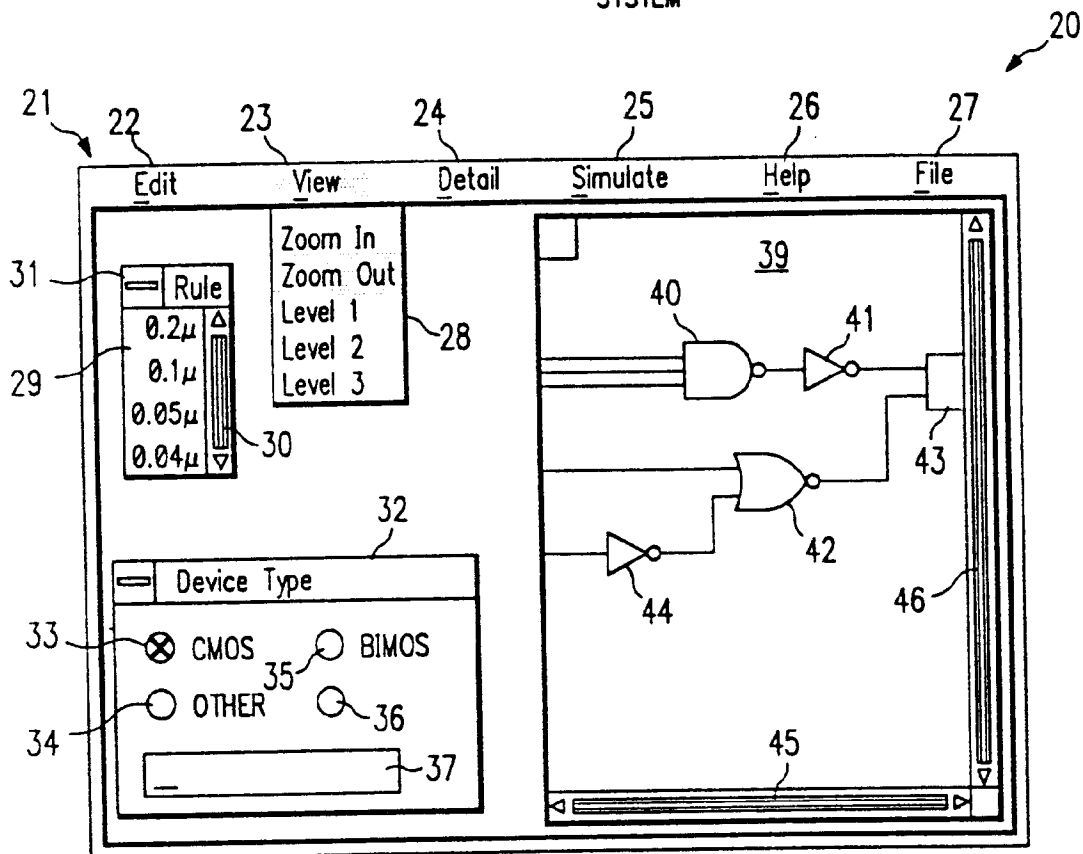 SYSTEM
20
21 22 23 24 25 26 27
Edit View Detail Simulate Help File
Zoom In
Zoom Out
Level 1
Level 2
Level 3
28
31
Rule
0.2µ
0.1µ
0.05µ
0.04µ
29
30
39
40
41
43
42
44
46
32
Device Type
33
CMOS
35
BIMOS
34
OTHER
36
37
45